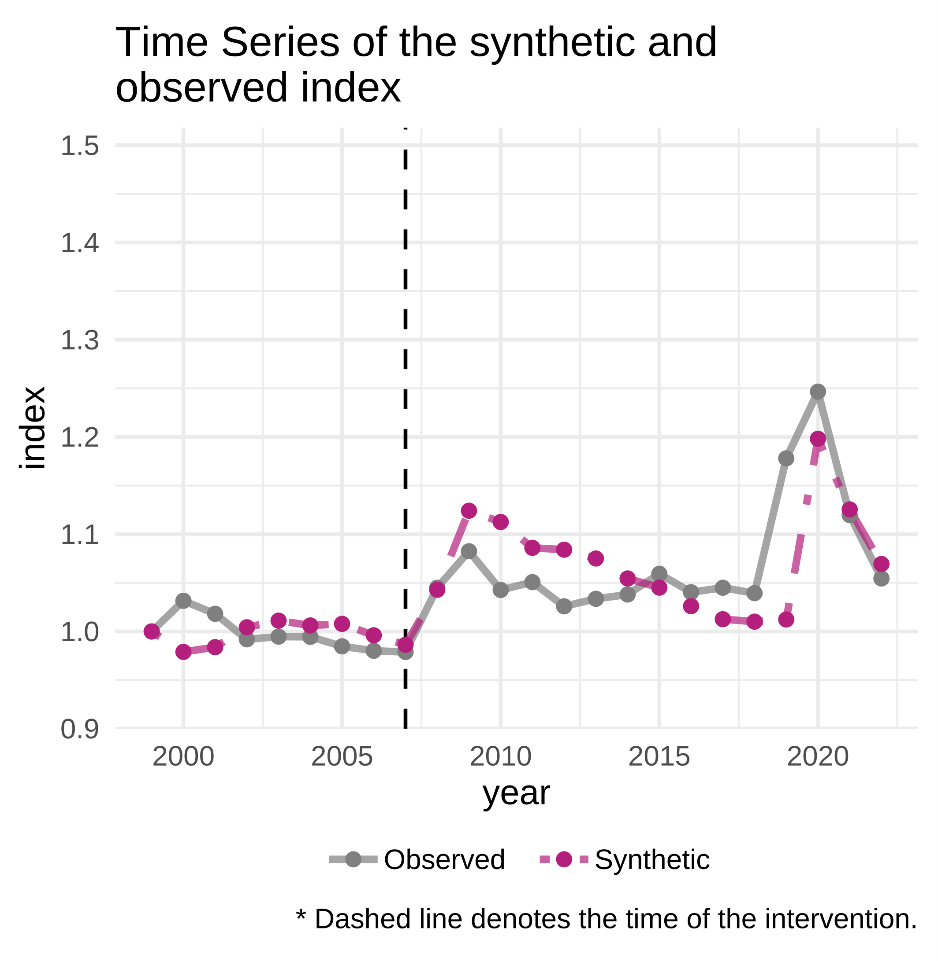 Time Series of the synthetic and
observed index
1.5
1.4
1.3
1.2
1.1
1.0
0.9
index
2000 2005 2010 2015 2020
year
Observed Synthetic
* Dashed line denotes the time of the intervention.